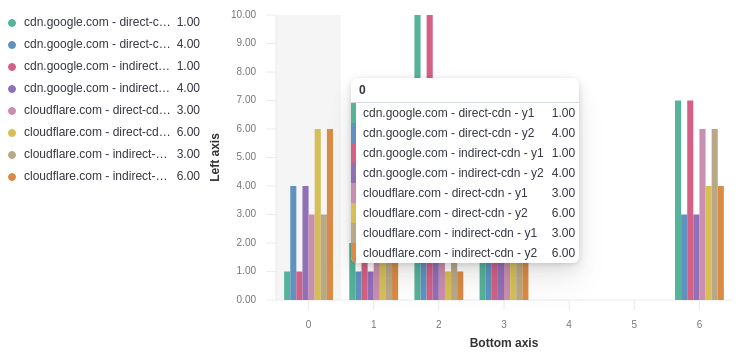 cdn.google.com - direct-c… 1.00
cdn.google.com - direct-c… 4.00
cdn.google.com - indirect… 1.00
cdn.google.com - indirect… 4.00
cloudflare.com - direct-cd… 3.00
cloudflare.com - direct-cd… 6.00
cloudflare.com - indirect-… 3.00
cloudflare.com - indirect-… 6.00
Left axis
10.00
9.00
8.00
7.00
6.00
5.00
4.00
3.00
2.00
1.00
0.00
0
cdn.google.com - direct-cdn - y1 1.00
cdn.google.com - direct-cdn - y2 4.00
cdn.google.com - indirect-cdn - y1 1.00
cdn.google.com - indirect-cdn - y2 4.00
cloudflare.com - direct-cdn - y1 3.00
cloudflare.com - direct-cdn - y2 6.00
cloudflare.com - indirect-cdn - y1 3.00
cloudflare.com - indirect-cdn - y2 6.00
0 1 2 3 4 5 6
Bottom axis